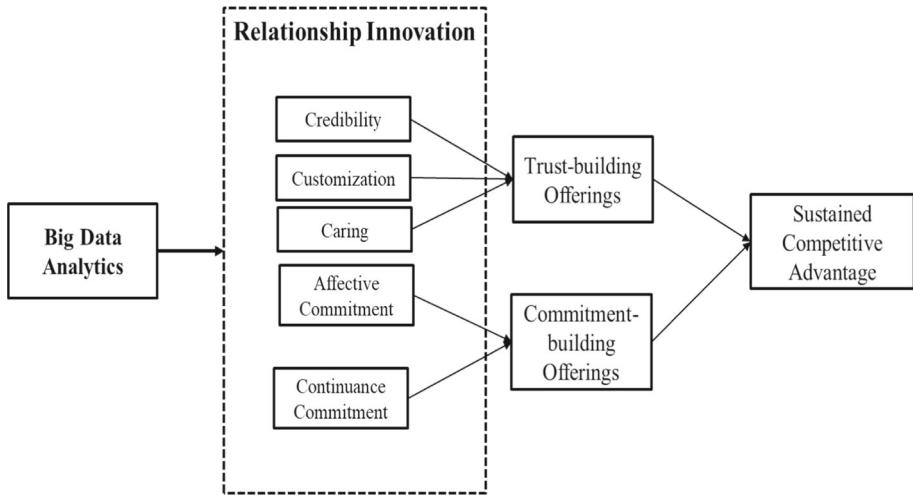 Relationship Innovation
Credibility
Customization
Caring
Affective
Commitment
Continuance
Commitment
Big Data
Analytics
Trust-building
Offerings
Commitment-
building
Offerings
Sustained
Competitive
Advantage